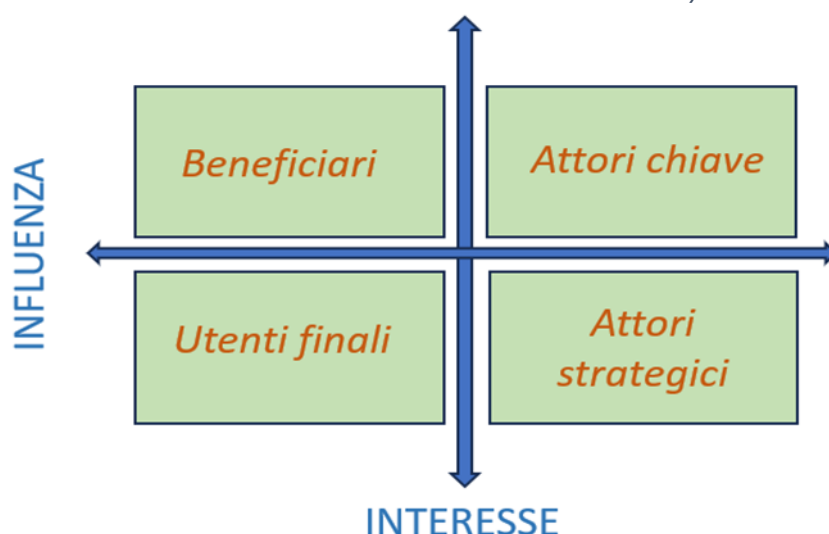 INFLUENZA
Beneficiari
Attori chiave
Utenti finali
Attori
strategici
INTERESSE